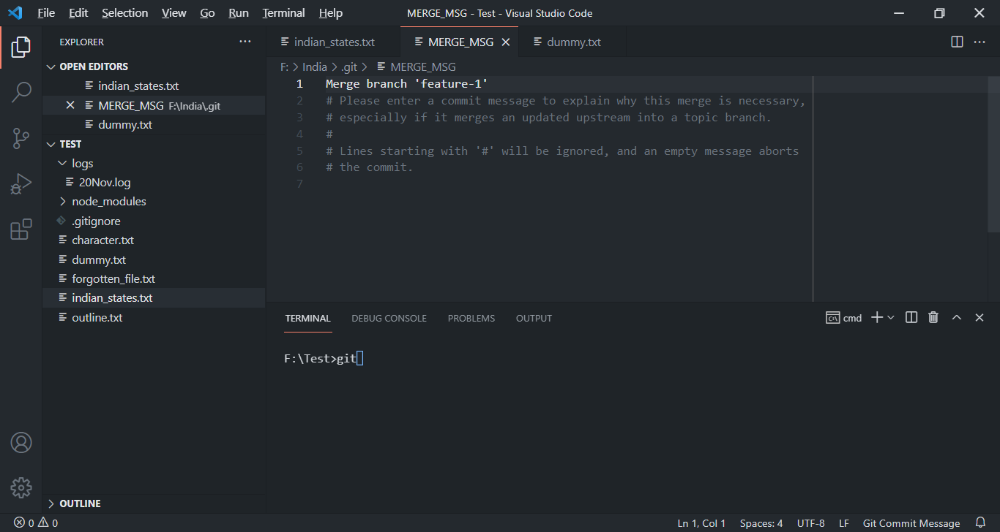 File Edit Selection View Go Run Terminal Help MERGE_MSG - Test - Visual Studio Code
EXPLORER
OPEN EDITORS
indian_states.txt
MERGE_MSG F:\India\.git
dummy.txt
TEST
logs
20Nov.log
node_modules
.gitignore
character.txt
dummy.txt
forgotten_file.txt
indian_states.txt
outline.txt
OUTLINE
indian_states.txt MERGE_MSG dummy.txt
F: > India > .git > MERGE_MSG
1 Merge branch 'feature-1'
2 # Please enter a commit message to explain why this merge is necessary,
3 # especially if it merges an updated upstream into a topic branch.
4 #
5 # Lines starting with '#' will be ignored, and an empty message aborts
6 # the commit.
7
TERMINAL DEBUG CONSOLE PROBLEMS OUTPUT cmd
F:\Test>git
0 0 Ln 1, Col 1 Spaces: 4 UTF-8 LF Git Commit Message